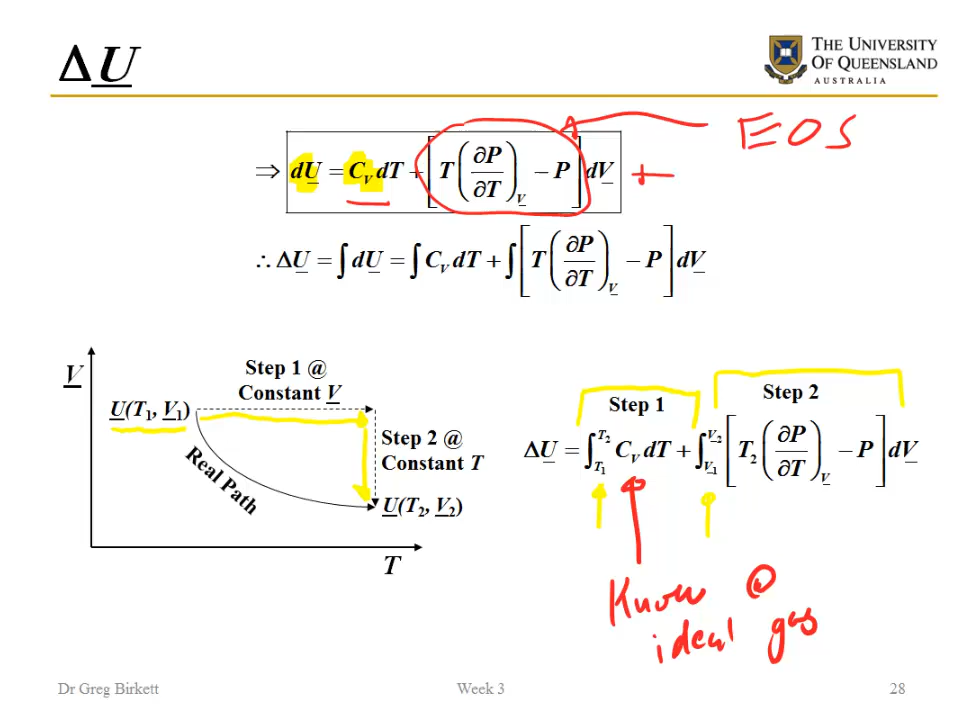 ΔU
THE UNIVERSITY
OF QUEENSLAND
AUSTRALIA
EOS
⇒ dU = C_V dT + [T(∂P/∂T)_V − P]dV +
∴ ΔU = ∫dU = ∫C_V dT + ∫[T(∂P/∂T)_V − P]dV
V
Step 1 @
Constant V
U(T₁, V₁)
Step 2 @
Constant T
Real Path
U(T₂, V₂)
T
Step 1
Step 2
ΔU = ∫_{T₁}^{T₂} C_V dT + ∫_{V₁}^{V₂} [T₂(∂P/∂T)_V − P]dV
Know @
ideal gas
Dr Greg Birkett
Week 3
28